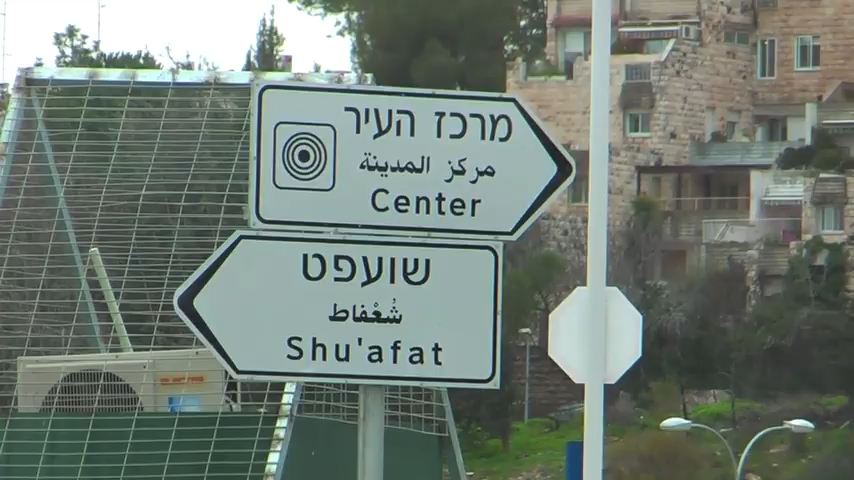 מרכז העיר
مركز المدينة
Center
שועפט
شُعْفاط
Shu'afat